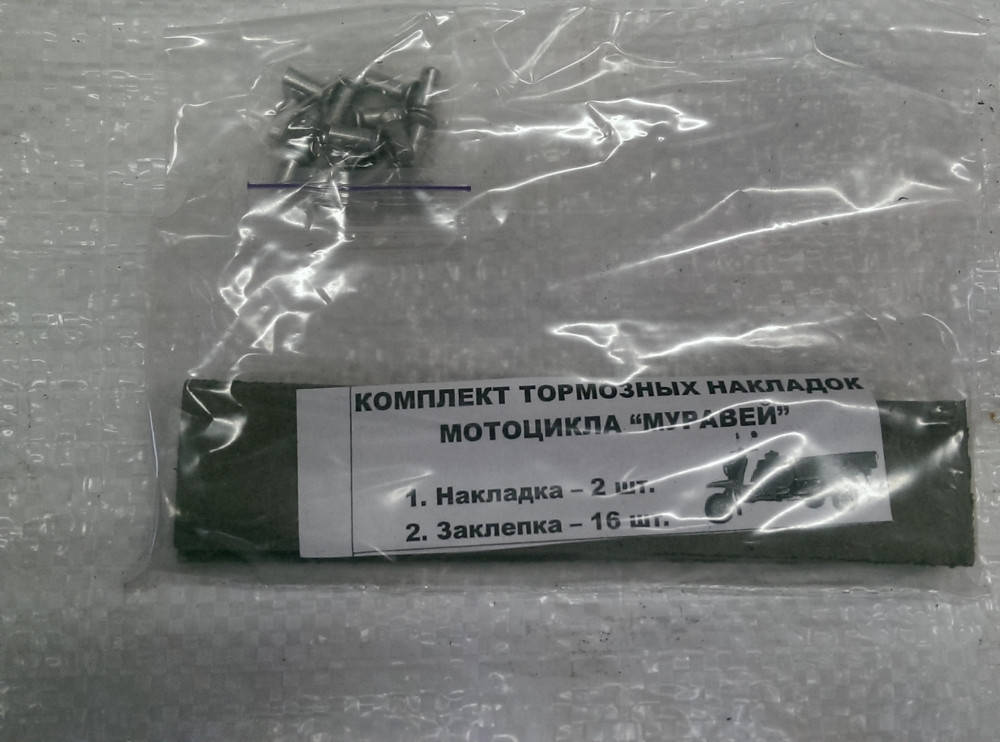 КОМПЛЕКТ ТОРМОЗНЫХ НАКЛАДОК
МОТОЦИКЛА “МУРАВЕЙ”
1. Накладка – 2 шт.
2. Заклепка – 16 шт.